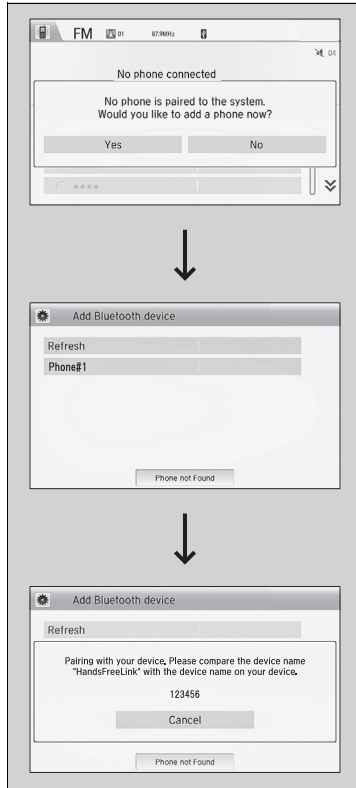 FM 01 87.9MHz
04
No phone connected
No phone is paired to the system.
Would you like to add a phone now?
Yes No
****
Add Bluetooth device
Refresh
Phone#1
Phone not Found
Add Bluetooth device
Refresh
Pairing with your device. Please compare the device name
"HandsFreeLink" with the device name on your device.
123456
Cancel
Phone not Found